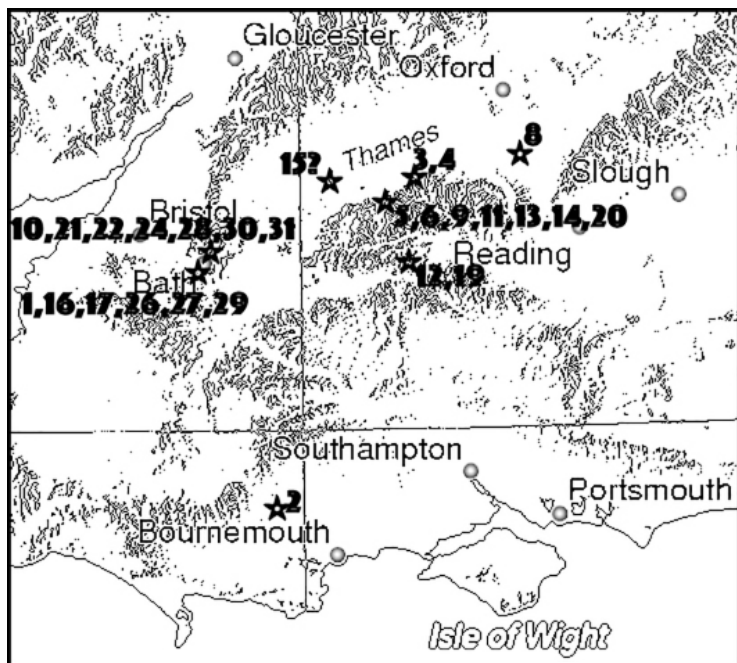 Gloucester
Oxford
Thames
8
15?
3,4
Slough
Bristol
5,6,9,11,13,14,20
10,21,22,24,28,30,31
Reading
Bath
12,19
1,16,17,26,27,29
Southampton
2
Portsmouth
Bournemouth
Isle of Wight